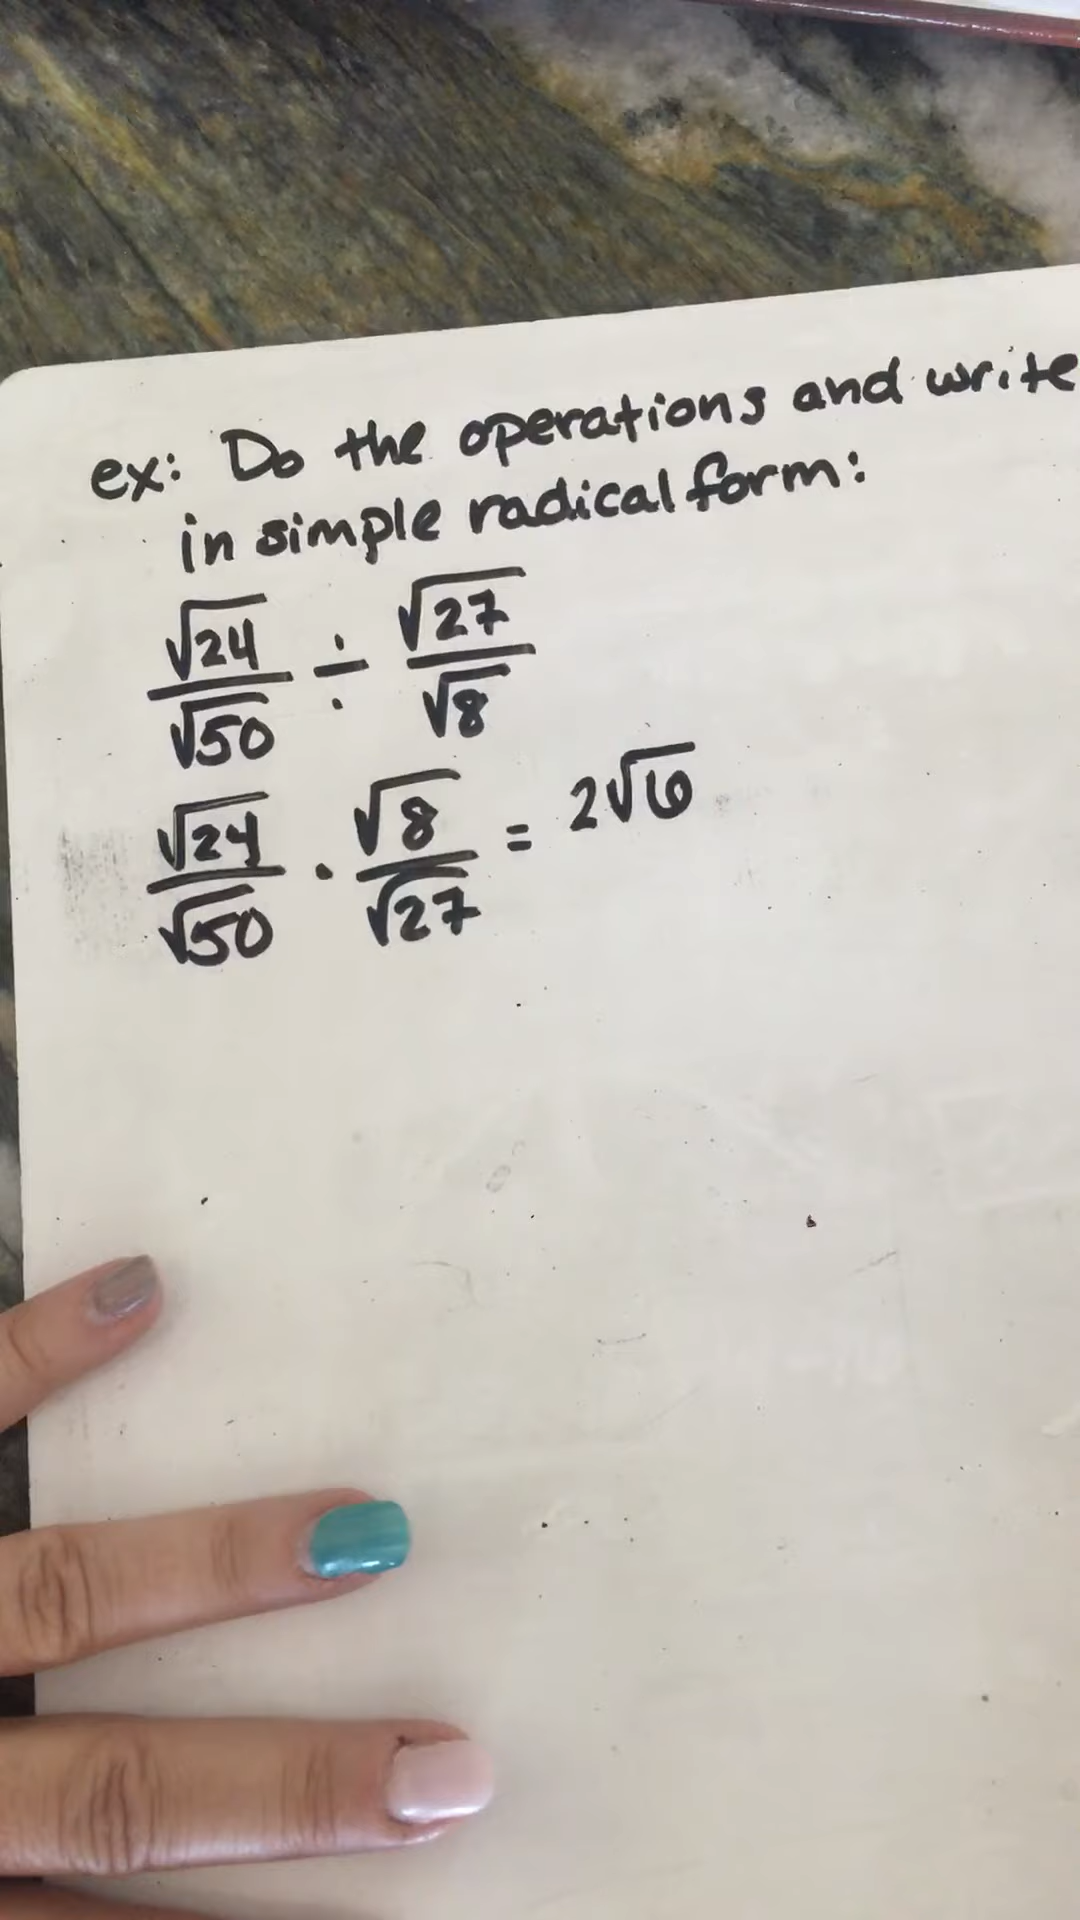 ex: Do the operations and write
in simple radical form:
√24/√50 ÷ √27/√8
√24/√50 · √8/√27 = 2√6